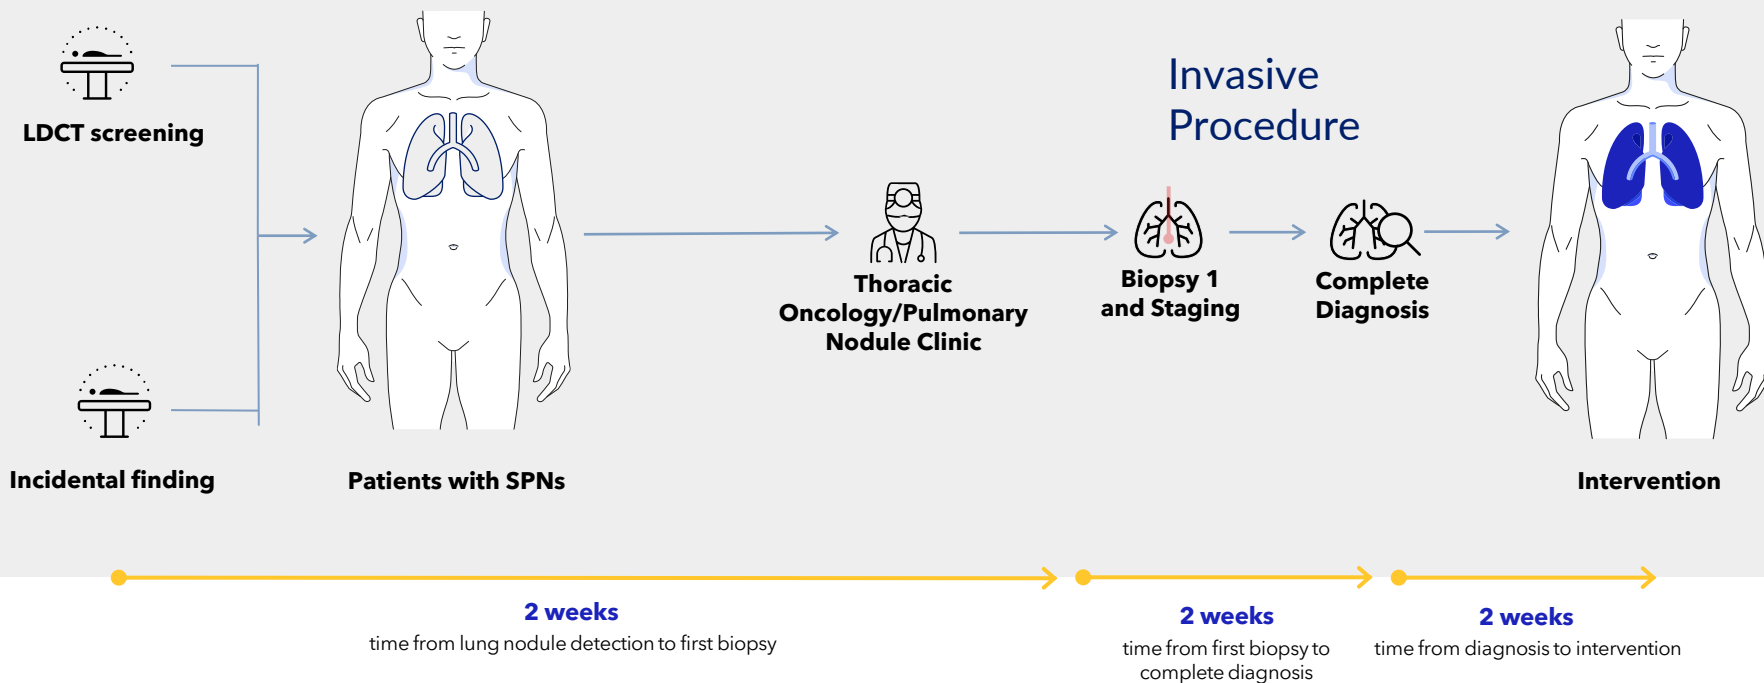 LDCT screening
Incidental finding
Patients with SPNs
Thoracic
Oncology/Pulmonary
Nodule Clinic
Invasive
Procedure
Biopsy 1
and Staging
Complete
Diagnosis
Intervention
2 weeks
time from lung nodule detection to first biopsy
2 weeks
time from first biopsy to
complete diagnosis
2 weeks
time from diagnosis to intervention